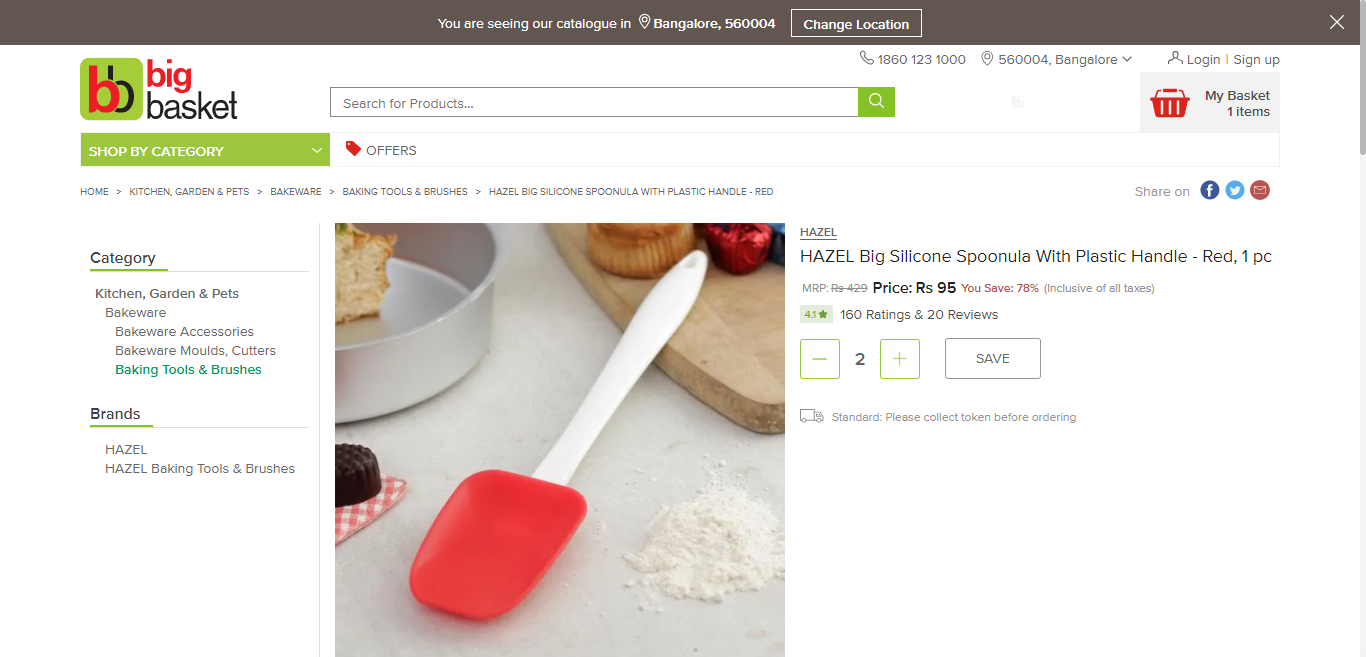 You are seeing our catalogue in Bangalore, 560004 Change Location
1860 123 1000 560004, Bangalore Login | Sign up
bb big basket
Search for Products...
My Basket
1 items
SHOP BY CATEGORY OFFERS
HOME > KITCHEN, GARDEN & PETS > BAKEWARE > BAKING TOOLS & BRUSHES > HAZEL BIG SILICONE SPOONULA WITH PLASTIC HANDLE - RED
Share on
Category
Kitchen, Garden & Pets
Bakeware
Bakeware Accessories
Bakeware Moulds, Cutters
Baking Tools & Brushes
Brands
HAZEL
HAZEL Baking Tools & Brushes
HAZEL
HAZEL Big Silicone Spoonula With Plastic Handle - Red, 1 pc
MRP: Rs 429 Price: Rs 95 You Save: 78% (Inclusive of all taxes)
4.1 ★ 160 Ratings & 20 Reviews
— 2 + SAVE
Standard: Please collect token before ordering